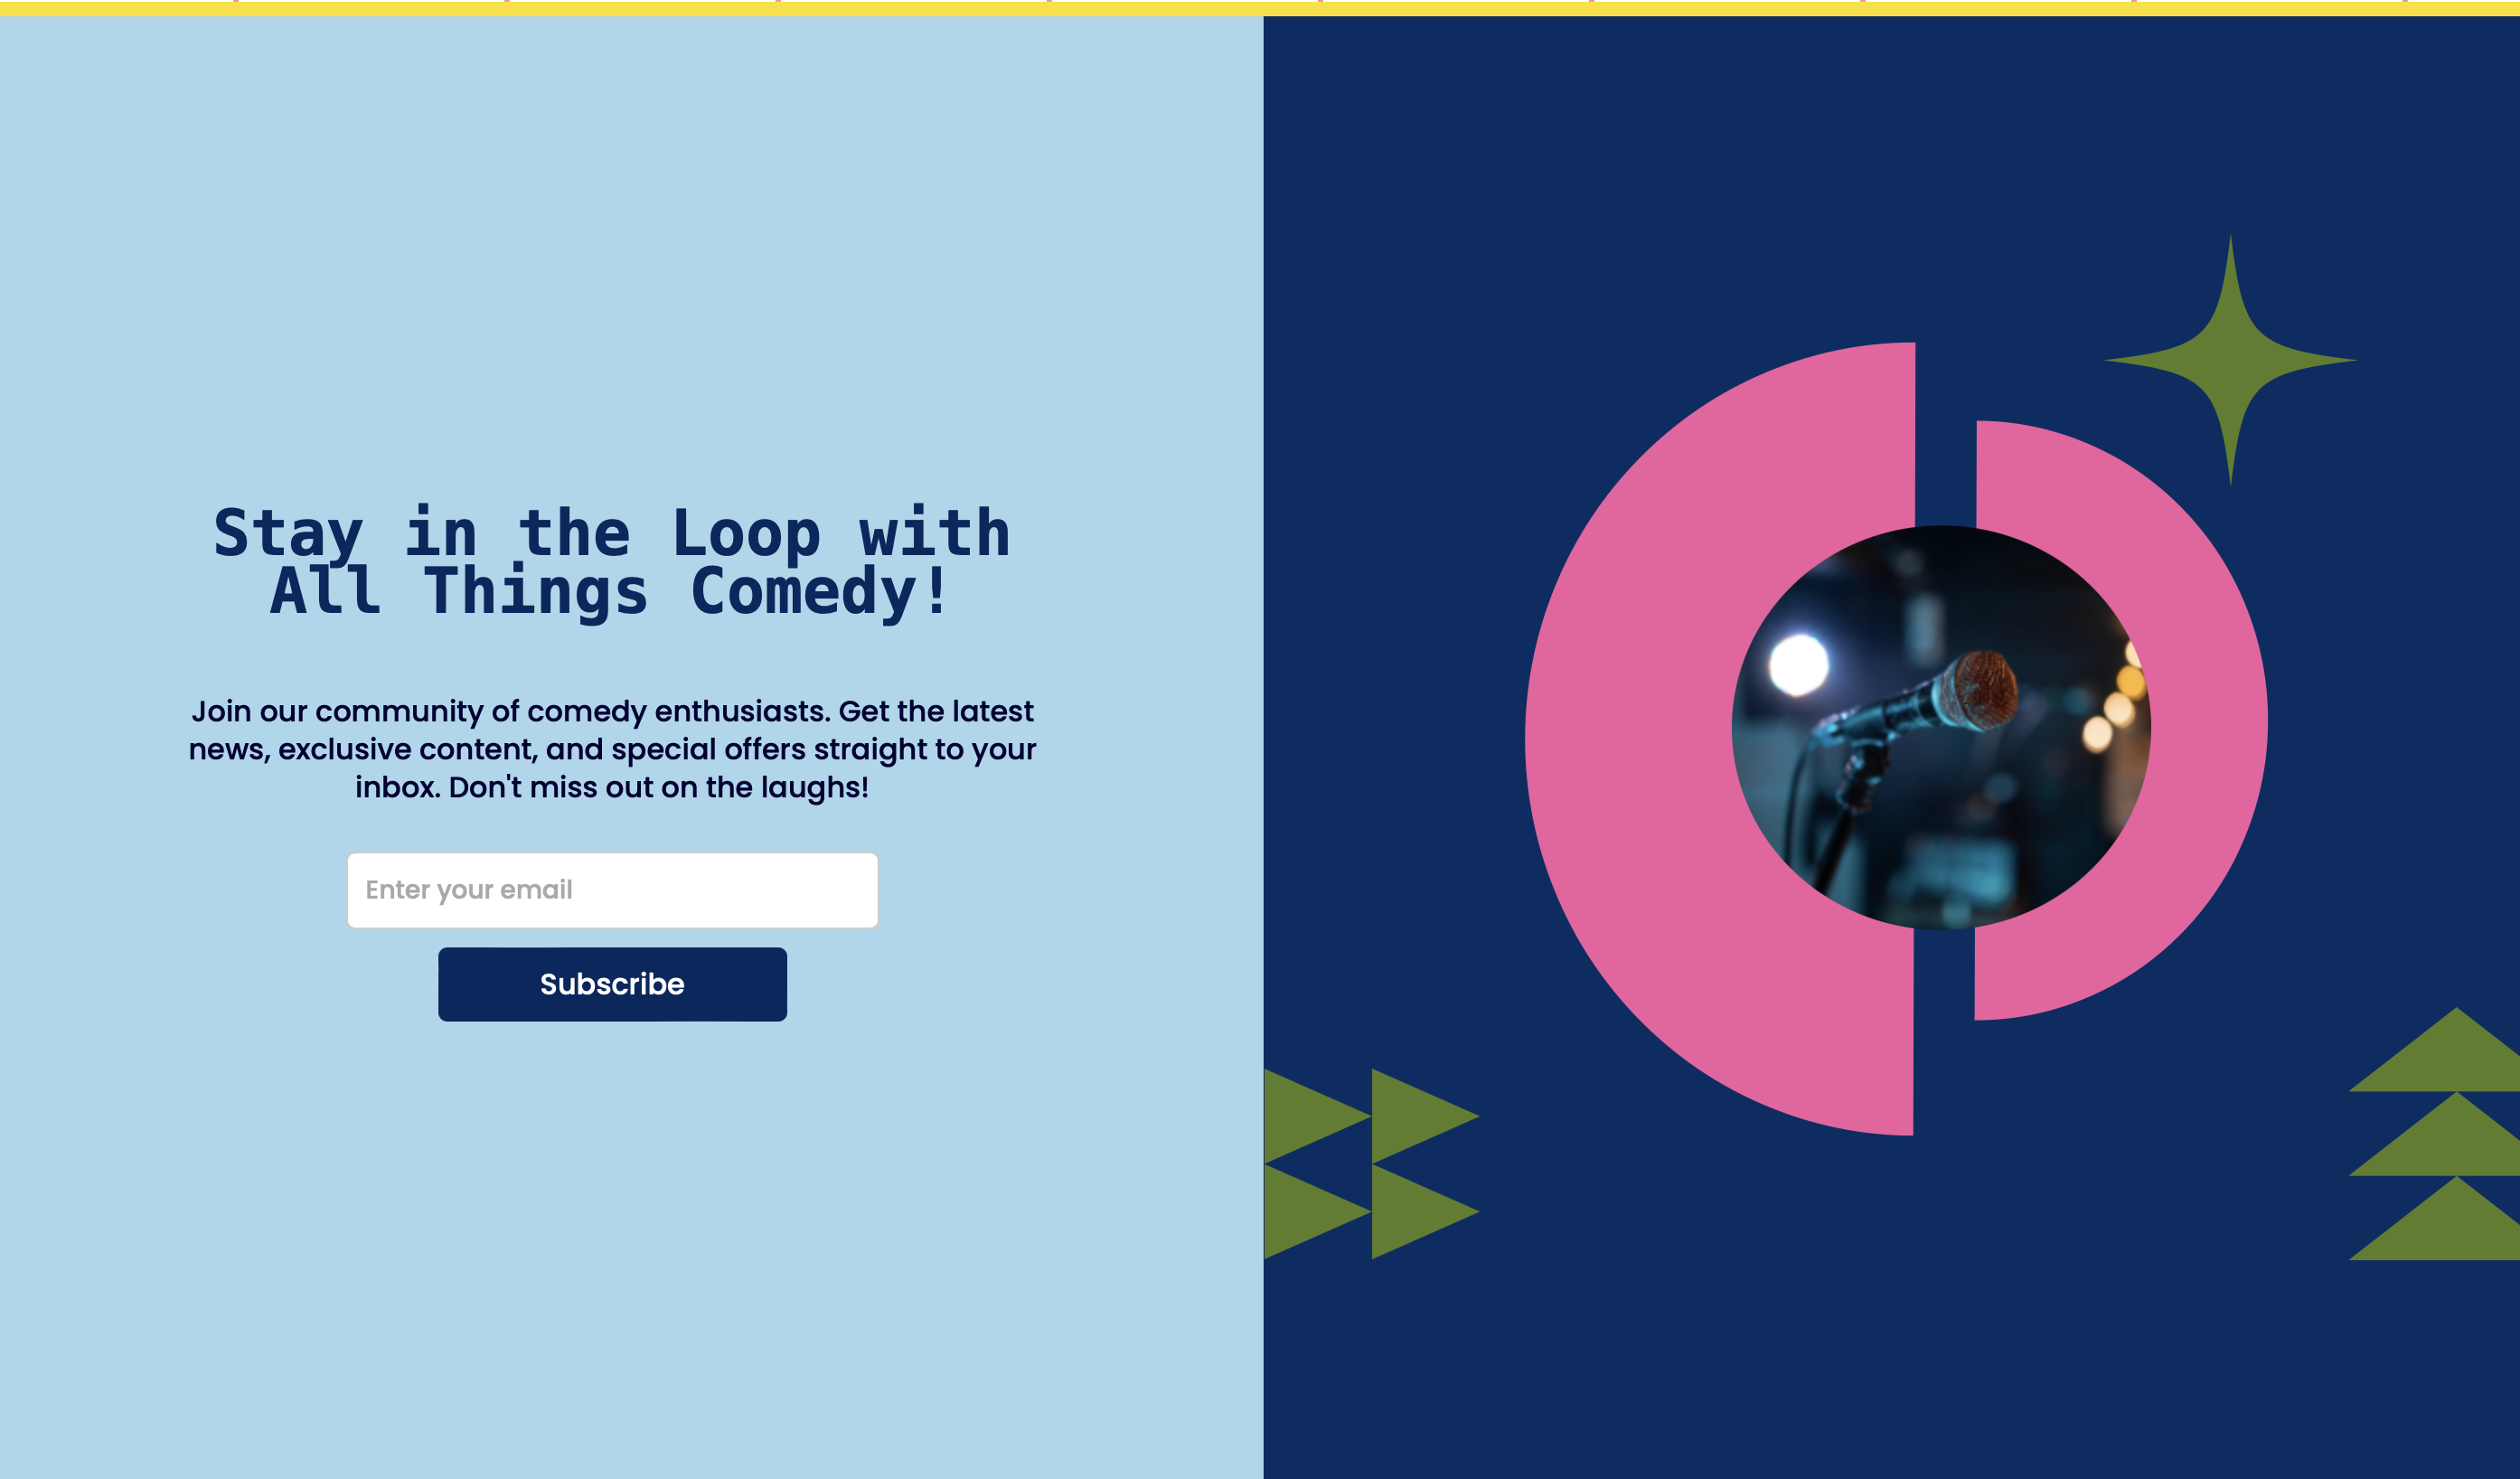 Stay in the Loop with
All Things Comedy!
Join our community of comedy enthusiasts. Get the latest
news, exclusive content, and special offers straight to your
inbox. Don't miss out on the laughs!
Enter your email
Subscribe